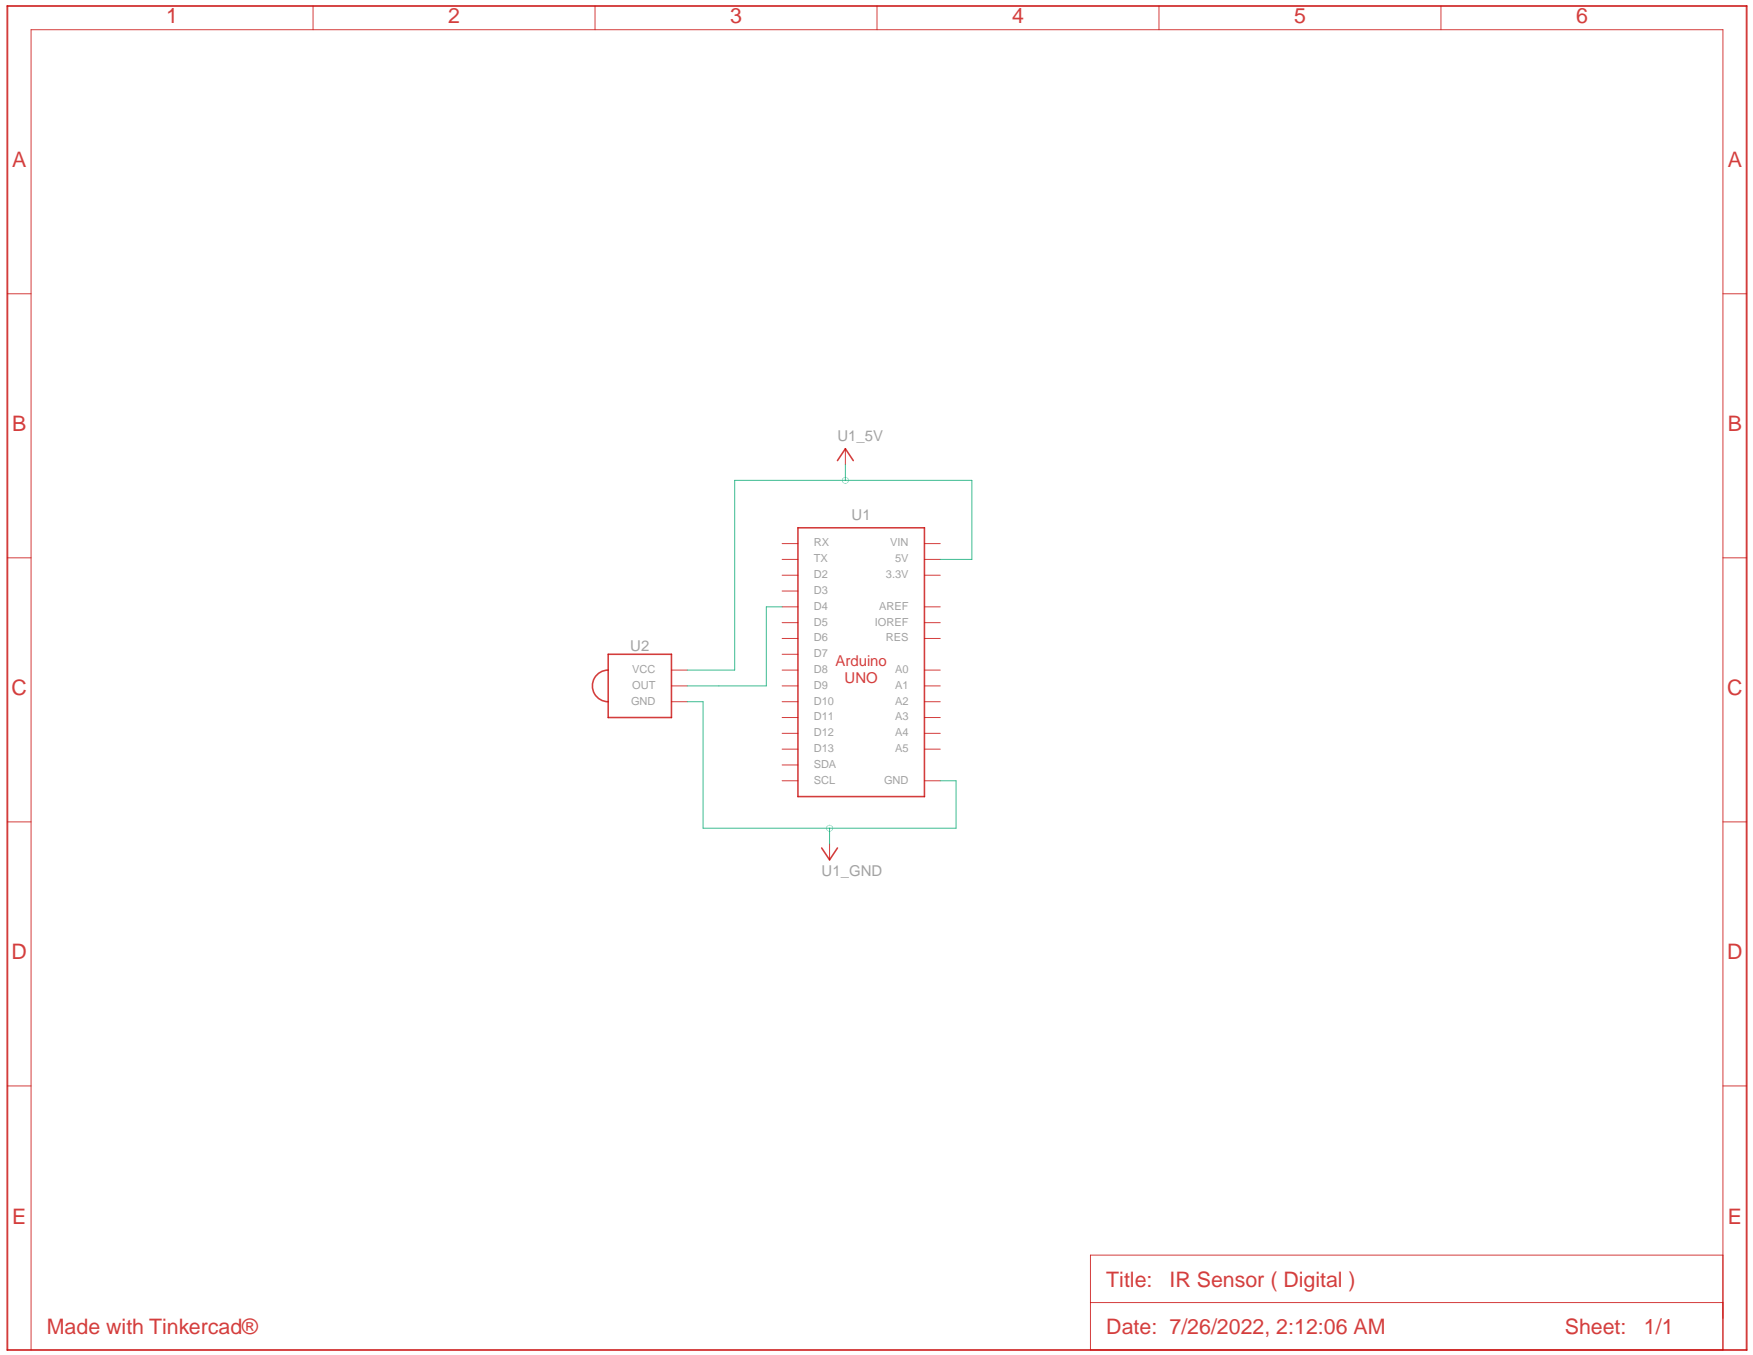 1 2 3 4 5 6
A A
B B
U1_5V
U1
RX VIN
TX 5V
D2 3.3V
D3
D4 AREF
D5 IOREF
D6 RES
U2
D7
Arduino
VCC D8 A0
UNO
C C
OUT D9 A1
GND D10 A2
D11 A3
D12 A4
D13 A5
SDA
SCL GND
U1_GND
D D
E E
Title: IR Sensor ( Digital )
Made with Tinkercad®
Date: 7/26/2022, 2:12:06 AM Sheet: 1/1